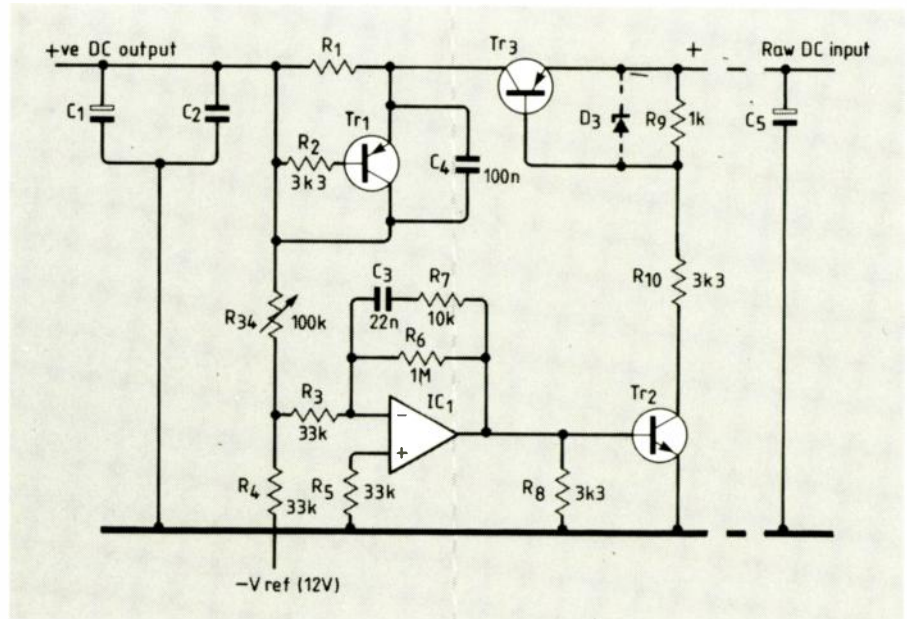 +ve DC output
R1
Tr3
+
Raw DC input
C1
C2
Tr1
D3
R9
1k
C5
R2
3k3
C4
100n
R10
3k3
C3
22n
R7
10k
R34
100k
R6
1M
R3
33k
IC1
Tr2
−
+
R4
33k
R5
33k
R8
3k3
−V ref (12V)